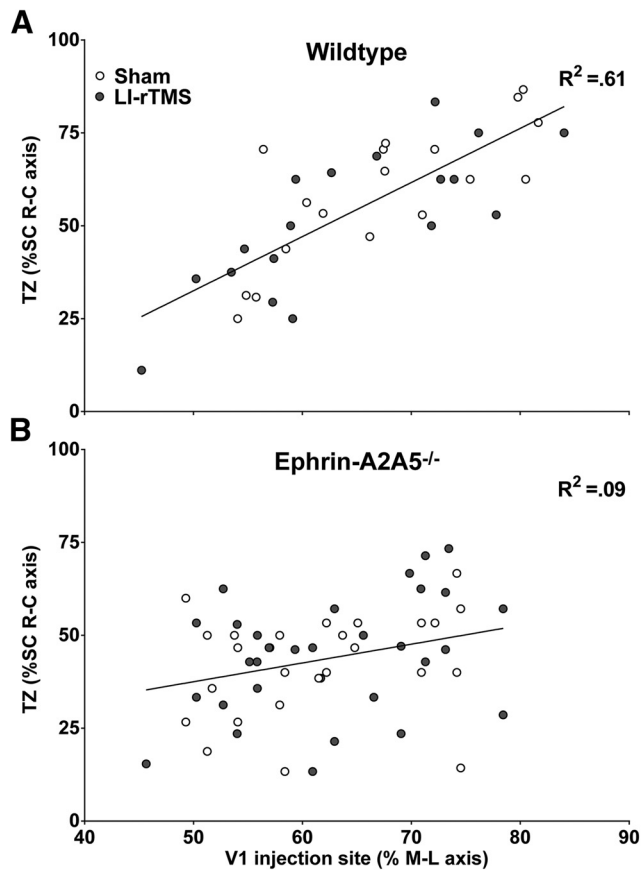 A
Wildtype
R² =.61
Sham
LI-rTMS
TZ (%SC R-C axis)
100
75
50
25
0
B
Ephrin-A2A5-/-
R² =.09
TZ (%SC R-C axis)
100
75
50
25
0
40 50 60 70 80 90
V1 injection site (% M-L axis)